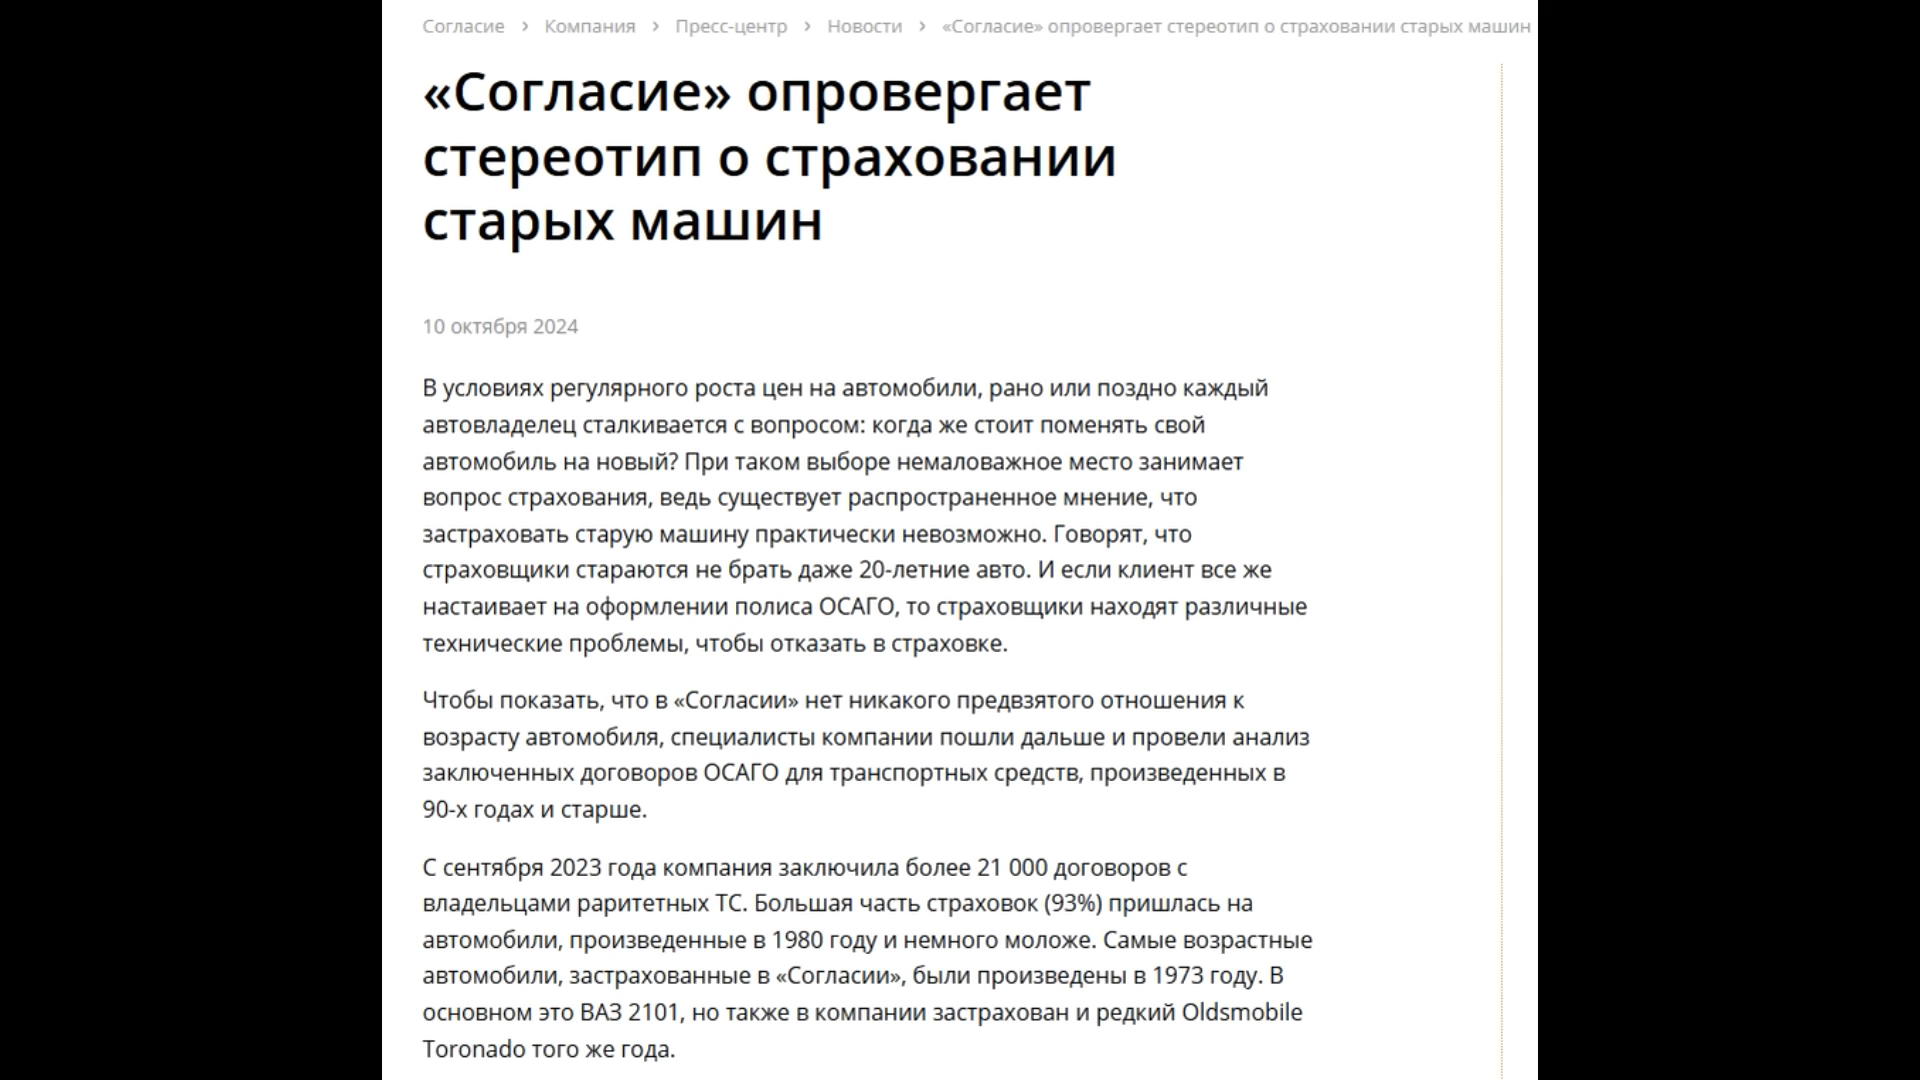 Согласие › Компания › Пресс-центр › Новости › «Согласие» опровергает стереотип о страховании старых машин
«Согласие» опровергает
стереотип о страховании
старых машин
10 октября 2024
В условиях регулярного роста цен на автомобили, рано или поздно каждый
автовладелец сталкивается с вопросом: когда же стоит поменять свой
автомобиль на новый? При таком выборе немаловажное место занимает
вопрос страхования, ведь существует распространенное мнение, что
застраховать старую машину практически невозможно. Говорят, что
страховщики стараются не брать даже 20-летние авто. И если клиент все же
настаивает на оформлении полиса ОСАГО, то страховщики находят различные
технические проблемы, чтобы отказать в страховке.
Чтобы показать, что в «Согласии» нет никакого предвзятого отношения к
возрасту автомобиля, специалисты компании пошли дальше и провели анализ
заключенных договоров ОСАГО для транспортных средств, произведенных в
90-х годах и старше.
С сентября 2023 года компания заключила более 21 000 договоров с
владельцами раритетных ТС. Большая часть страховок (93%) пришлась на
автомобили, произведенные в 1980 году и немного моложе. Самые возрастные
автомобили, застрахованные в «Согласии», были произведены в 1973 году. В
основном это ВАЗ 2101, но также в компании застрахован и редкий Oldsmobile
Toronado того же года.